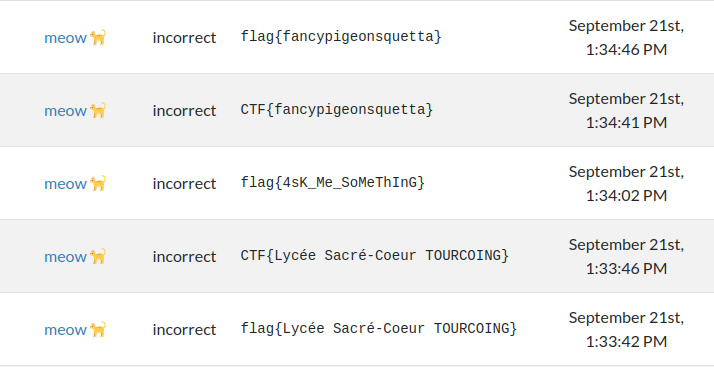 meow🐈 incorrect flag{fancypigeonsquetta} September 21st, 1:34:46 PM
meow🐈 incorrect CTF{fancypigeonsquetta} September 21st, 1:34:41 PM
meow🐈 incorrect flag{4sK_Me_SoMeThInG} September 21st, 1:34:02 PM
meow🐈 incorrect CTF{Lycée Sacré-Coeur TOURCOING} September 21st, 1:33:46 PM
meow🐈 incorrect flag{Lycée Sacré-Coeur TOURCOING} September 21st, 1:33:42 PM